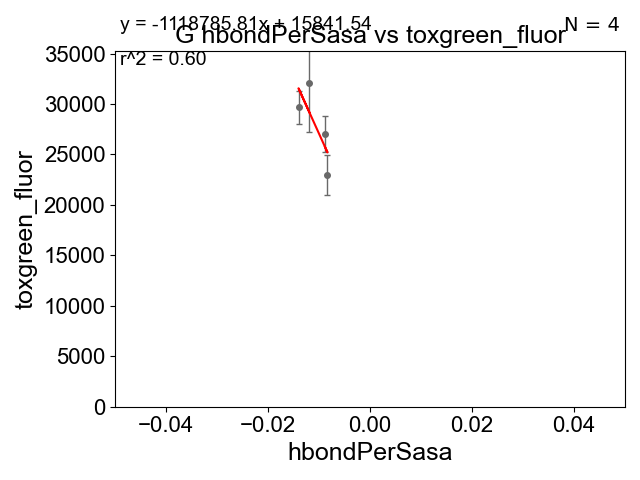 y = -1118785.81x + 15841.54
N = 4
G hbondPerSasa vs toxgreen_fluor
r^2 = 0.60
35000
30000
25000
20000
15000
10000
5000
0
toxgreen_fluor
−0.04 −0.02 0.00 0.02 0.04
hbondPerSasa